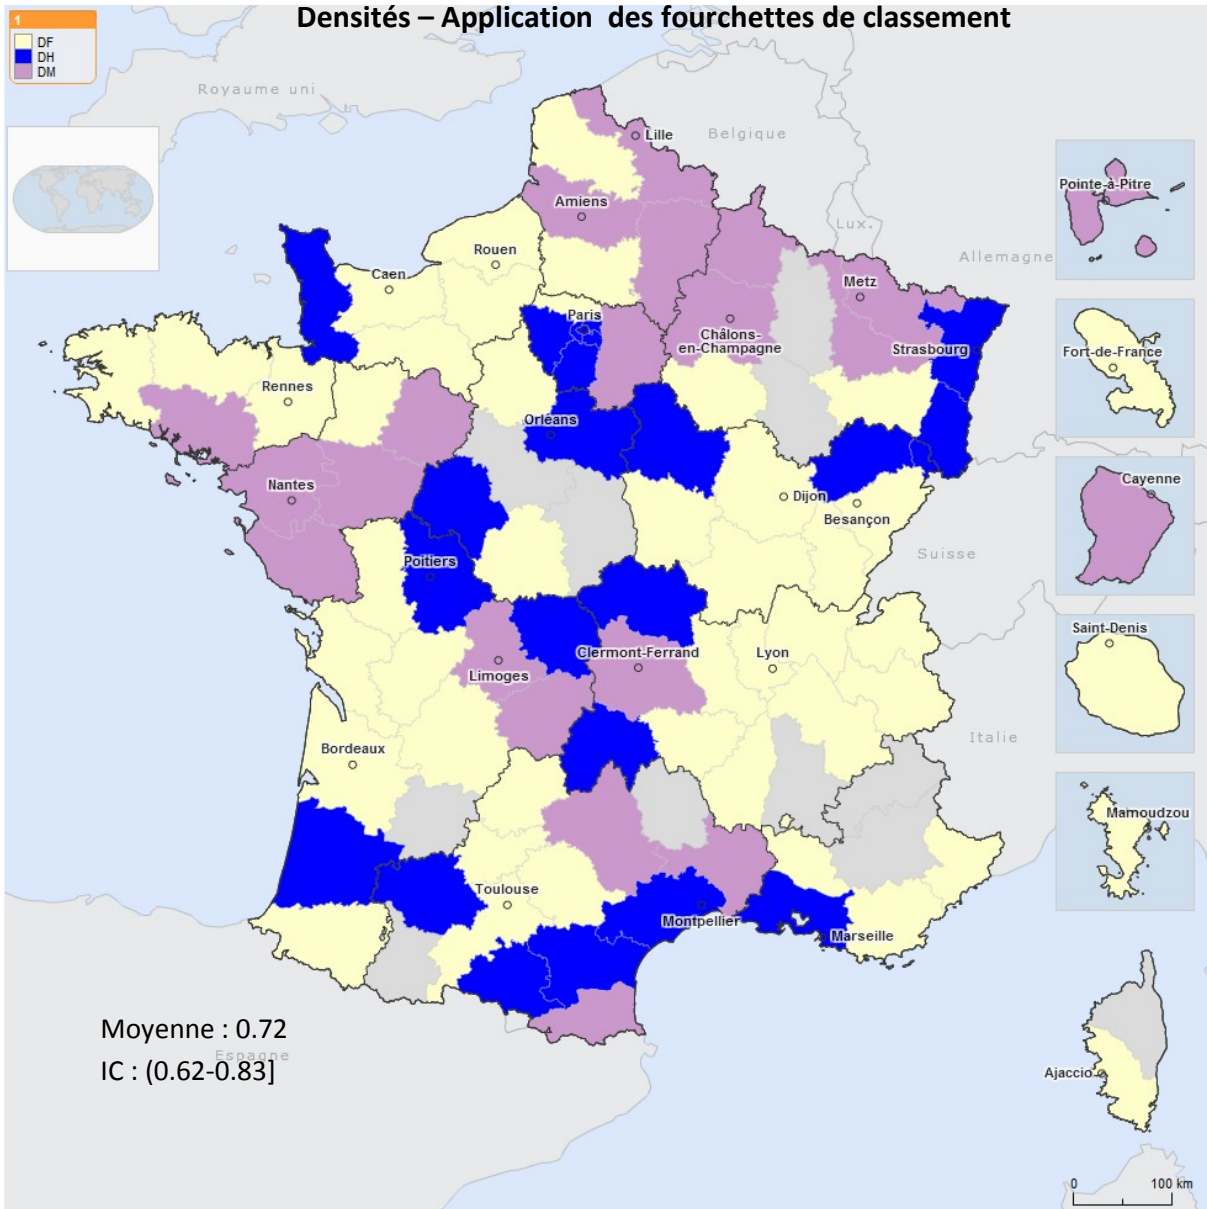 Densités – Application des fourchettes de classement
1
DF
DH
DM
Royaume uni
Belgique
Lille
Pointe-à-Pitre
Amiens
Lux.
Rouen
Allemagne
Caen
Metz
Paris
Châlons-
en-Champagne
Strasbourg
Fort-de-France
Rennes
Orléans
Cayenne
Nantes
Dijon
Besançon
Suisse
Poitiers
Saint-Denis
Clermont-Ferrand
Lyon
Limoges
Italie
Bordeaux
Mamoudzou
Toulouse
Montpellier
Marseille
Moyenne : 0.72
Espagne
IC : (0.62-0.83]
Ajaccio
0 100 km